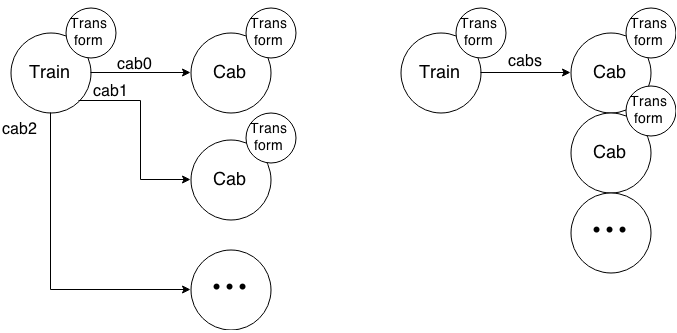 Trans
form
Train
cab0
Trans
form
Cab
cab1
cab2
Trans
form
Cab
•••
Trans
form
Train
cabs
Trans
form
Cab
Trans
form
Cab
•••